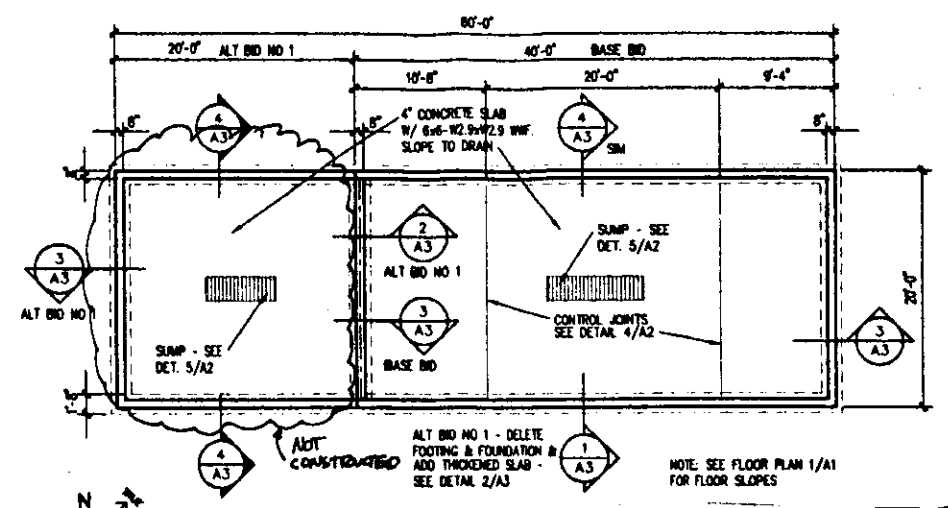 60'-0"
20'-0" ALT BID NO 1
40'-0" BASE BID
10'-8"
20'-0"
9'-4"
8"
4
A3
4" CONCRETE SLAB
W/ 6x6-W2.9xW2.9 WWF.
SLOPE TO DRAIN
8"
4
A3
SIM
8"
3
A3
ALT BID NO 1
2
A3
ALT BID NO 1
SUMP - SEE
DET. 5/A2
SUMP - SEE
DET. 5/A2
3
A3
BASE BID
CONTROL JOINTS
SEE DETAIL 4/A2
3
A3
20'-0"
4
A3
NOT
CONSTRUCTED
ALT BID NO 1 - DELETE
FOOTING & FOUNDATION &
ADD THICKENED SLAB -
SEE DETAIL 2/A3
1
A3
NOTE: SEE FLOOR PLAN 1/A1
FOR FLOOR SLOPES
N